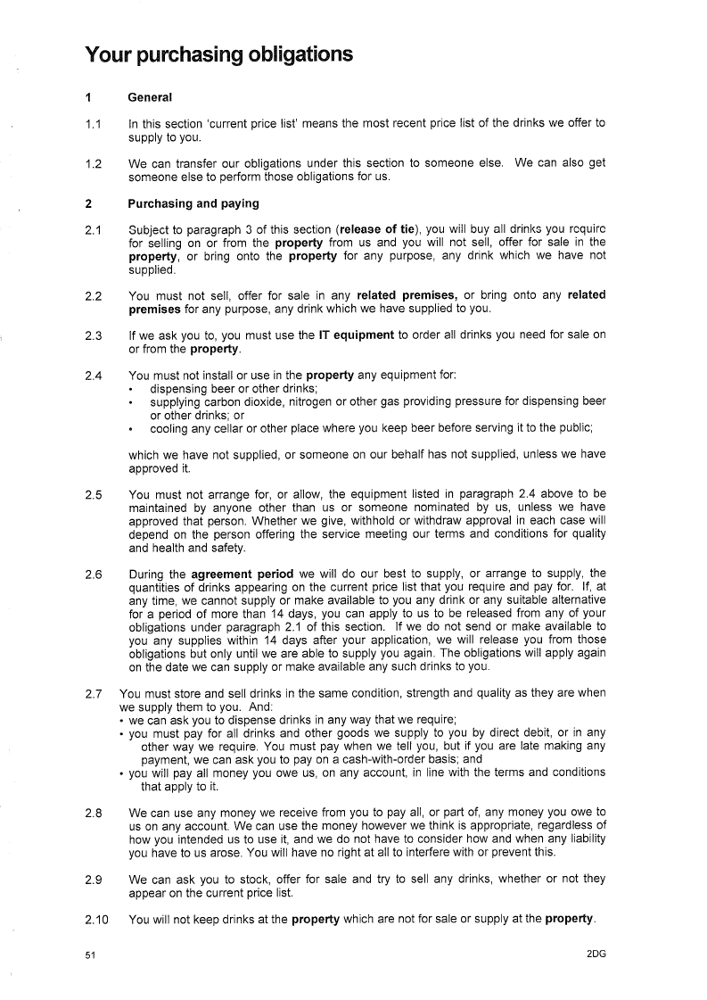 Your purchasing obligations
1 General
1.1 In this section 'current price list' means the most recent price list of the drinks we offer to
supply to you.
1.2 We can transfer our obligations under this section to someone else. We can also get
someone else to perform those obligations for us.
2 Purchasing and paying
2.1 Subject to paragraph 3 of this section (release of tie), you will buy all drinks you require
for selling on or from the property from us and you will not sell, offer for sale in the
property, or bring onto the property for any purpose, any drink which we have not
supplied.
2.2 You must not sell, offer for sale in any related premises, or bring onto any related
premises for any purpose, any drink which we have supplied to you.
2.3 If we ask you to, you must use the IT equipment to order all drinks you need for sale on
or from the property.
2.4 You must not install or use in the property any equipment for:
• dispensing beer or other drinks;
• supplying carbon dioxide, nitrogen or other gas providing pressure for dispensing beer
or other drinks; or
• cooling any cellar or other place where you keep beer before serving it to the public;
which we have not supplied, or someone on our behalf has not supplied, unless we have
approved it.
2.5 You must not arrange for, or allow, the equipment listed in paragraph 2.4 above to be
maintained by anyone other than us or someone nominated by us, unless we have
approved that person. Whether we give, withhold or withdraw approval in each case will
depend on the person offering the service meeting our terms and conditions for quality
and health and safety.
2.6 During the agreement period we will do our best to supply, or arrange to supply, the
quantities of drinks appearing on the current price list that you require and pay for. If, at
any time, we cannot supply or make available to you any drink or any suitable alternative
for a period of more than 14 days, you can apply to us to be released from any of your
obligations under paragraph 2.1 of this section. If we do not send or make available to
you any supplies within 14 days after your application, we will release you from those
obligations but only until we are able to supply you again. The obligations will apply again
on the date we can supply or make available any such drinks to you.
2.7 You must store and sell drinks in the same condition, strength and quality as they are when
we supply them to you. And:
• we can ask you to dispense drinks in any way that we require;
• you must pay for all drinks and other goods we supply to you by direct debit, or in any
other way we require. You must pay when we tell you, but if you are late making any
payment, we can ask you to pay on a cash-with-order basis; and
• you will pay all money you owe us, on any account, in line with the terms and conditions
that apply to it.
2.8 We can use any money we receive from you to pay all, or part of, any money you owe to
us on any account. We can use the money however we think is appropriate, regardless of
how you intended us to use it, and we do not have to consider how and when any liability
you have to us arose. You will have no right at all to interfere with or prevent this.
2.9 We can ask you to stock, offer for sale and try to sell any drinks, whether or not they
appear on the current price list.
2.10 You will not keep drinks at the property which are not for sale or supply at the property.
51 2DG